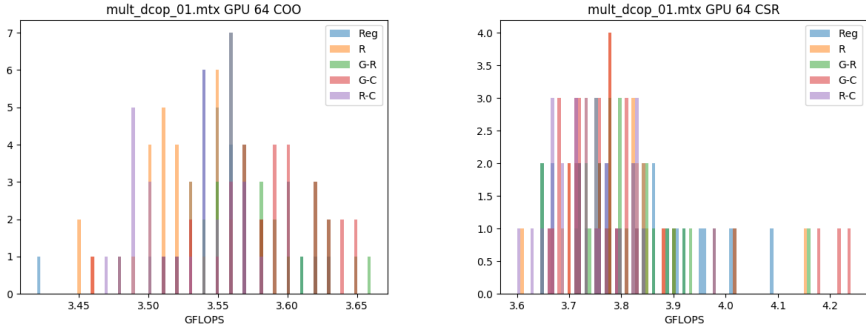 mult_dcop_01.mtx GPU 64 COO
7
6
5
4
3
2
1
0
3.45
3.50
3.55
3.60
3.65
GFLOPS
Reg
R
G-R
G-C
R-C
mult_dcop_01.mtx GPU 64 CSR
4.0
3.5
3.0
2.5
2.0
1.5
1.0
0.5
0.0
3.6
3.7
3.8
3.9
4.0
4.1
4.2
GFLOPS
Reg
R
G-R
G-C
R-C